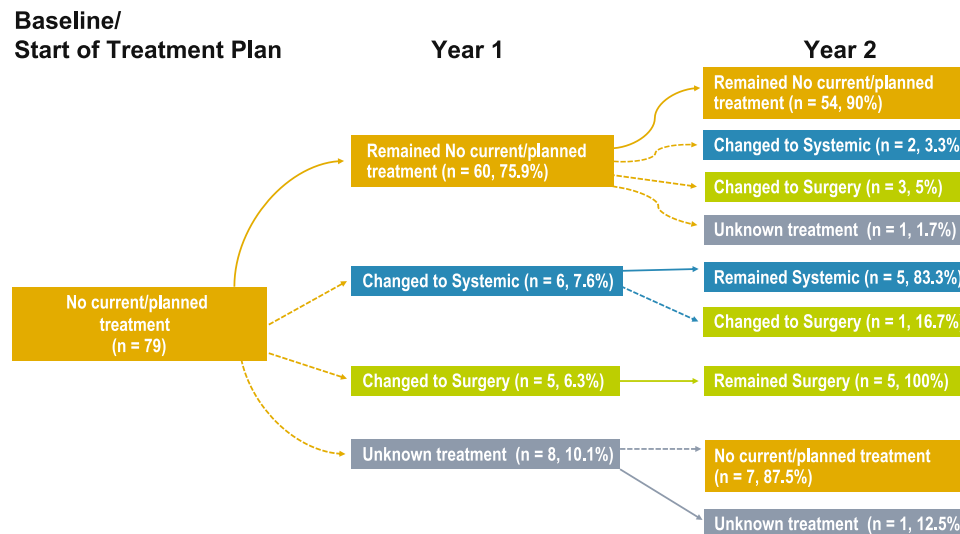 Baseline/
Start of Treatment Plan
Year 1
Year 2
No current/planned
treatment
(n = 79)
Remained No current/planned
treatment (n = 60, 75.9%)
Changed to Systemic (n = 6, 7.6%)
Changed to Surgery (n = 5, 6.3%)
Unknown treatment (n = 8, 10.1%)
Remained No current/planned
treatment (n = 54, 90%)
Changed to Systemic (n = 2, 3.3%
Changed to Surgery (n = 3, 5%)
Unknown treatment (n = 1, 1.7%)
Remained Systemic (n = 5, 83.3%)
Changed to Surgery (n = 1, 16.7%)
Remained Surgery (n = 5, 100%)
No current/planned treatment
(n = 7, 87.5%)
Unknown treatment (n = 1, 12.5%